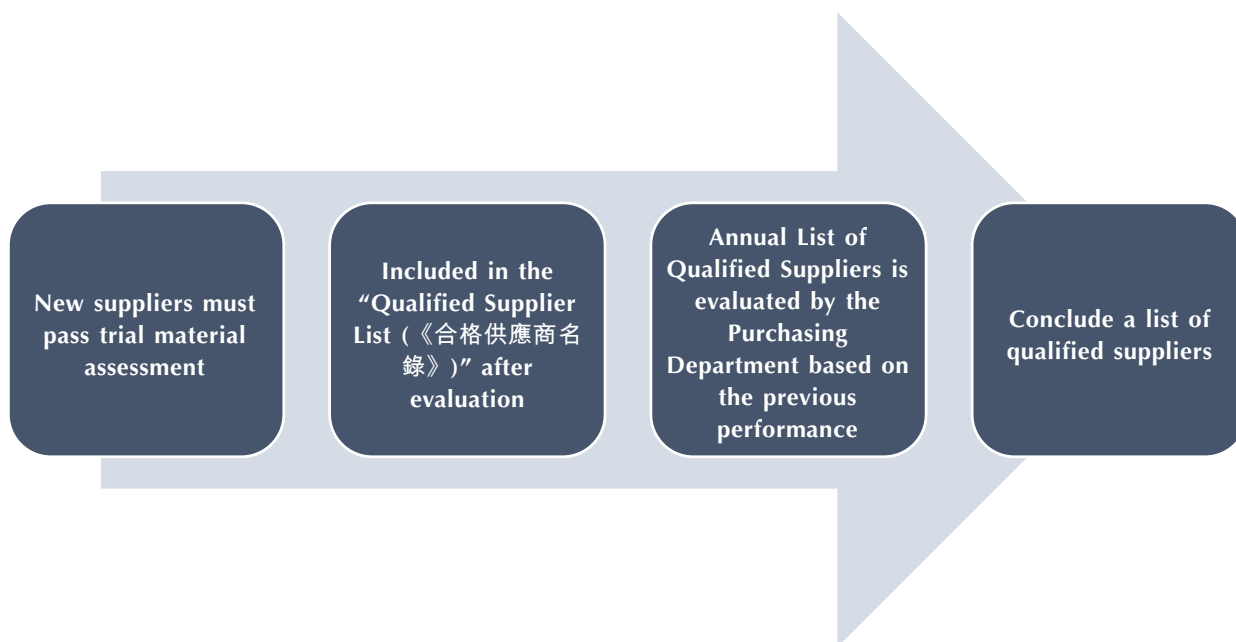 New suppliers must
pass trial material
assessment
Included in the
“Qualified Supplier
List (《合格供應商名
錄》)” after
evaluation
Annual List of
Qualified Suppliers is
evaluated by the
Purchasing
Department based on
the previous
performance
Conclude a list of
qualified suppliers